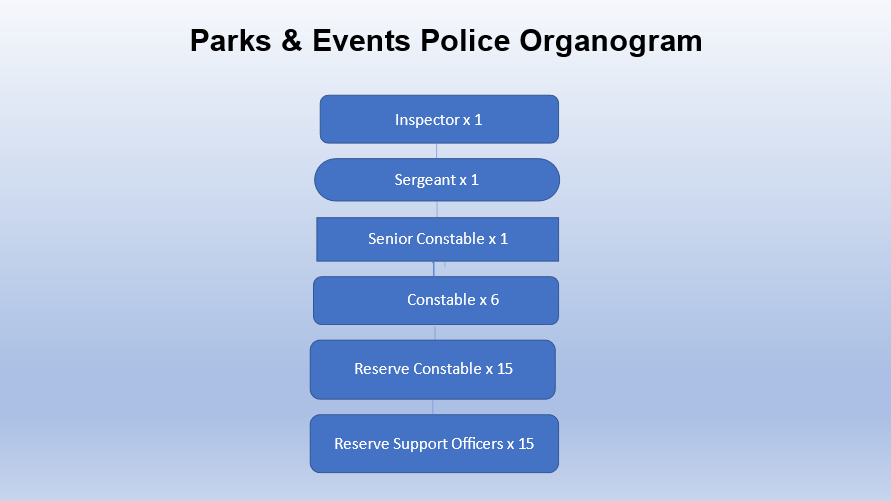 Parks & Events Police Organogram
Inspector x 1
Sergeant x 1
Senior Constable x 1
Constable x 6
Reserve Constable x 15
Reserve Support Officers x 15